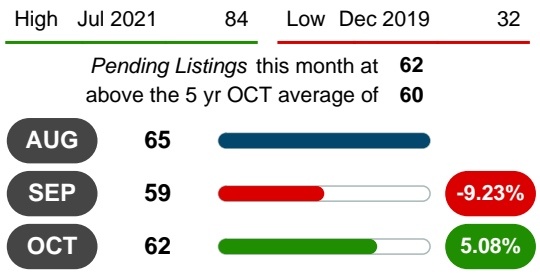 High Jul 2021 84 Low Dec 2019 32
Pending Listings this month at 62
above the 5 yr OCT average of 60
AUG 65
SEP 59 -9.23%
OCT 62 5.08%